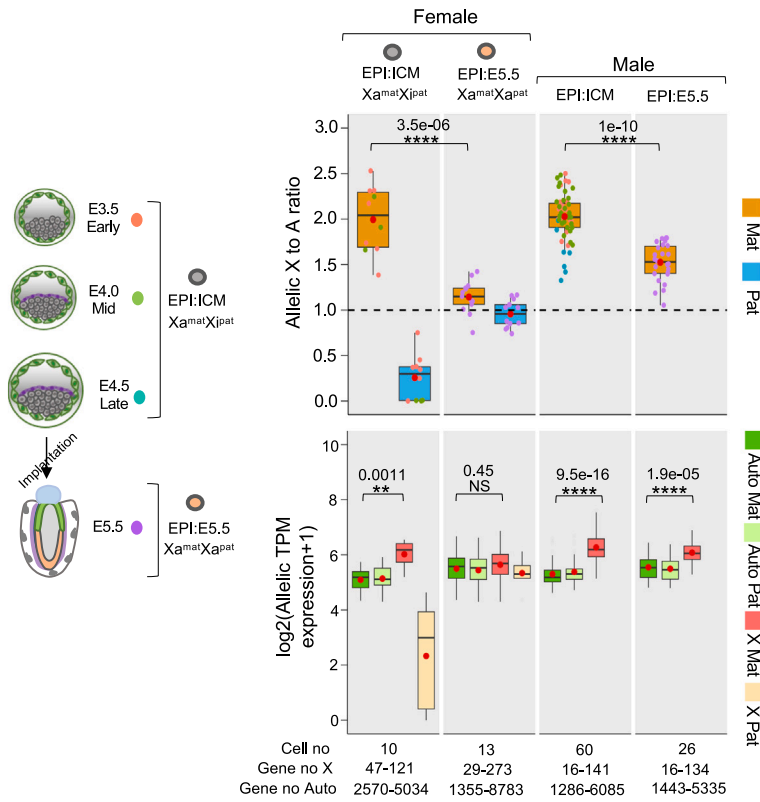 Female
EPI:ICM
XaᵐᵃᵗXiᵖᵃᵗ
EPI:E5.5
XaᵐᵃᵗXaᵖᵃᵗ
Male
EPI:ICM
EPI:E5.5
E3.5
Early
E4.0
Mid
E4.5
Late
EPI:ICM
XaᵐᵃᵗXiᵖᵃᵗ
Implantation
E5.5
EPI:E5.5
XaᵐᵃᵗXaᵖᵃᵗ
Allelic X to A ratio
3.0
2.5
2.0
1.5
1.0
0.5
0.0
3.5e-06
****
1e-10
****
Mat
Pat
log2(Allelic TPM
expression+1)
10
8
6
4
2
0
0.0011
**
0.45
NS
9.5e-16
****
1.9e-05
****
Auto Mat
Auto Pat
X Mat
X Pat
Cell no 10 13 60 26
Gene no X 47-121 29-273 16-141 16-134
Gene no Auto 2570-5034 1355-8783 1286-6085 1443-5335